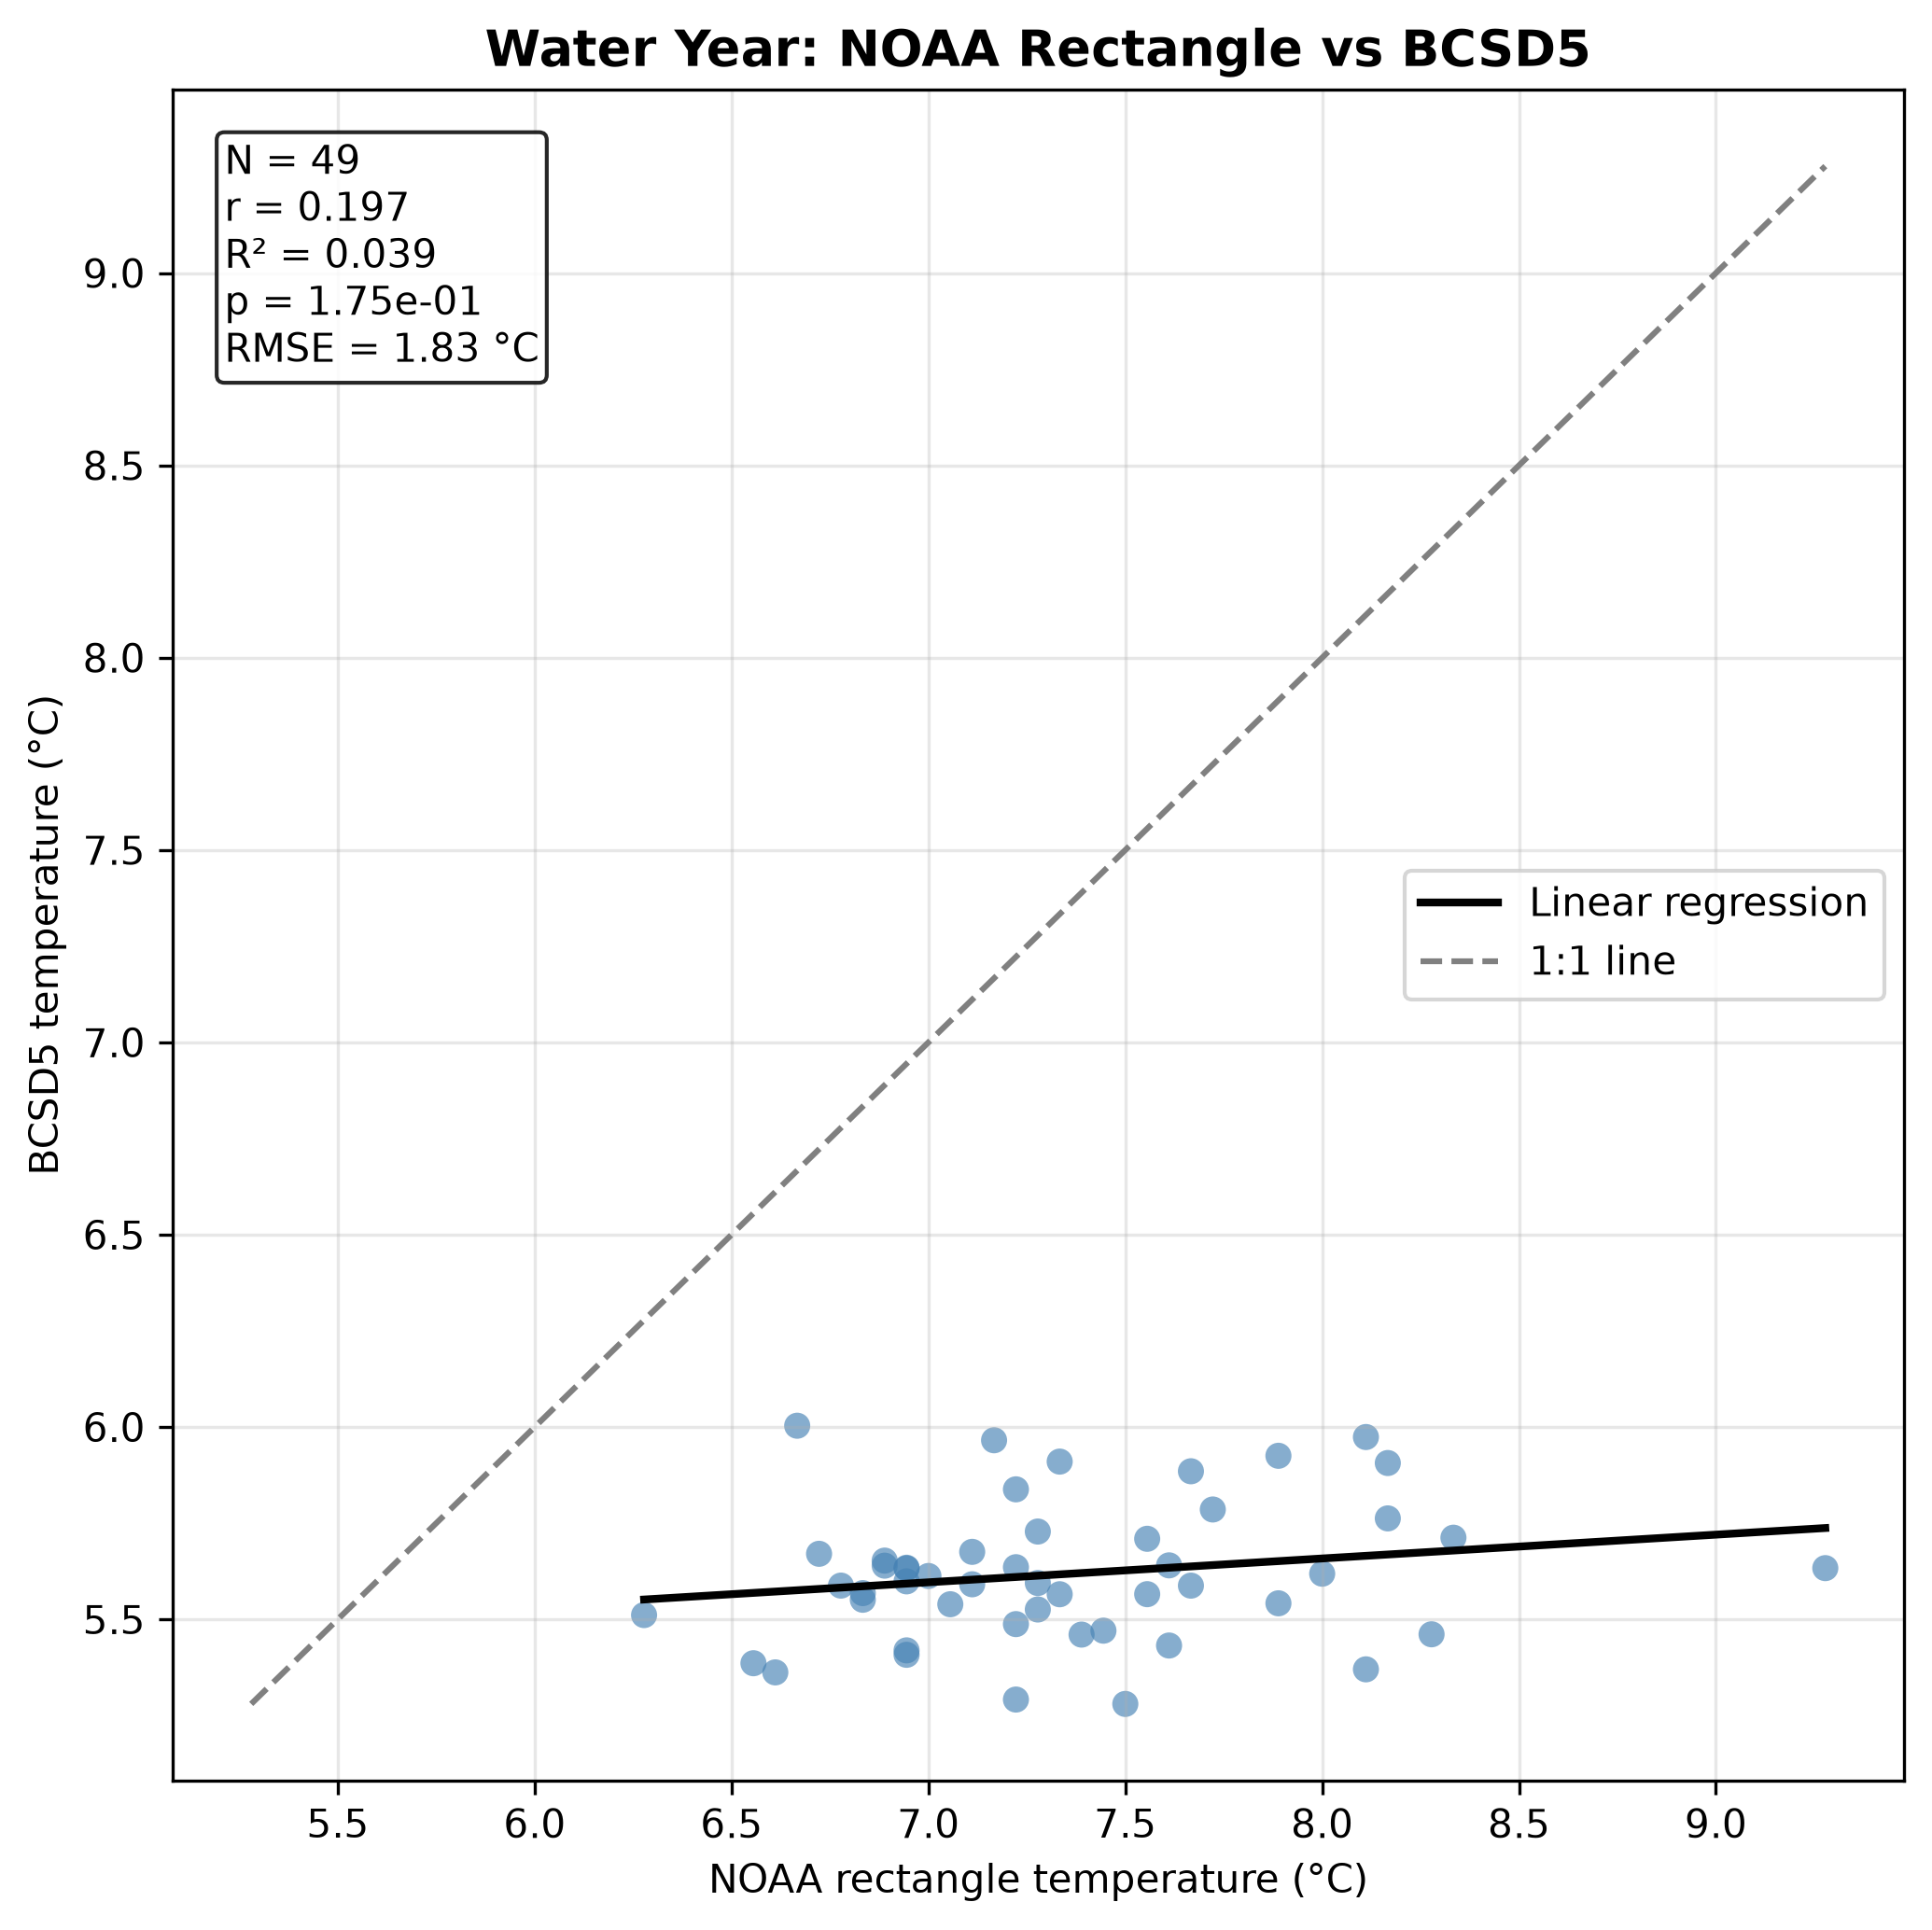 Water Year: NOAA Rectangle vs BCSD5
N = 49
r = 0.197
R² = 0.039
p = 1.75e-01
RMSE = 1.83 °C
9.0
8.5
8.0
7.5
7.0
6.5
6.0
5.5
BCSD5 temperature (°C)
Linear regression
1:1 line
5.5 6.0 6.5 7.0 7.5 8.0 8.5 9.0
NOAA rectangle temperature (°C)